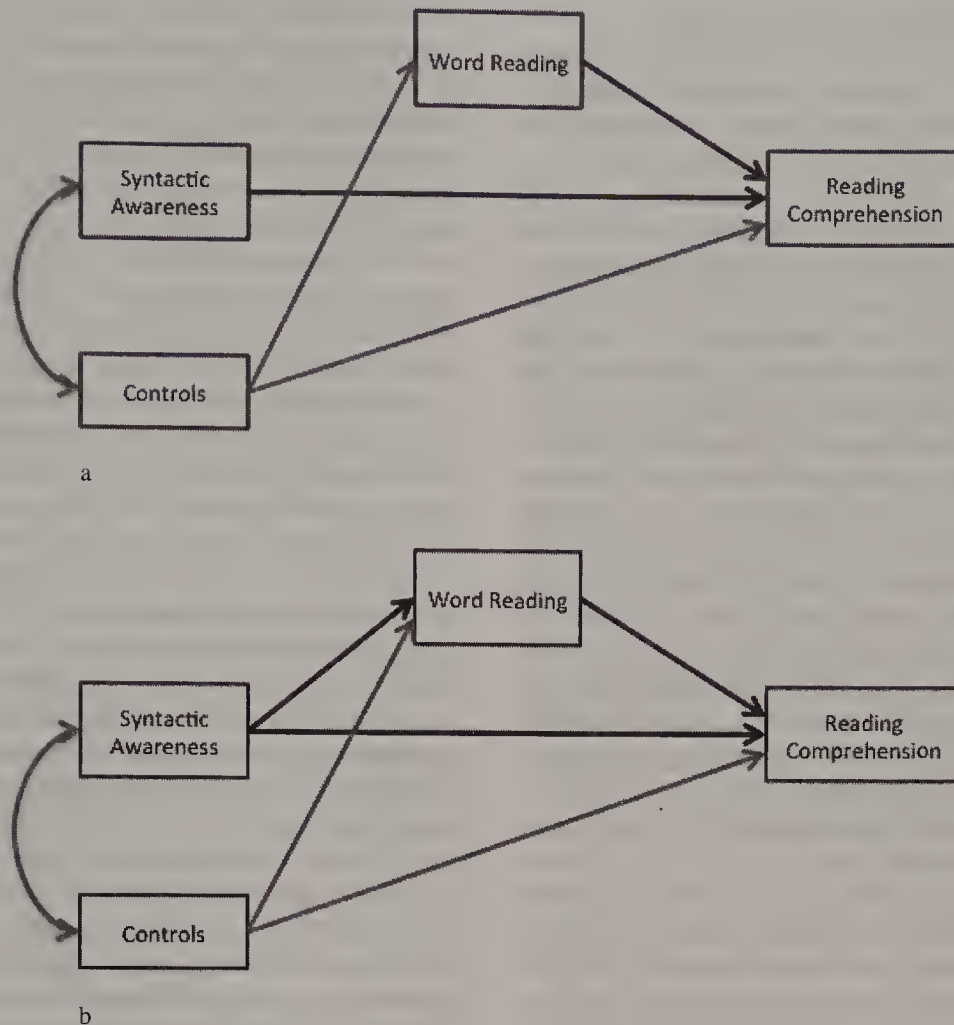 Word Reading
Syntactic
Awareness
Reading
Comprehension
Controls
a
Word Reading
Syntactic
Awareness
Reading
Comprehension
Controls
b